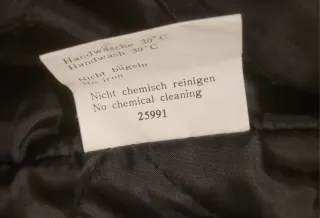 Handwäsche 30°C
Handwash 30°C
Nicht bügeln
No iron
Nicht chemisch reinigen
No chemical cleaning
25991